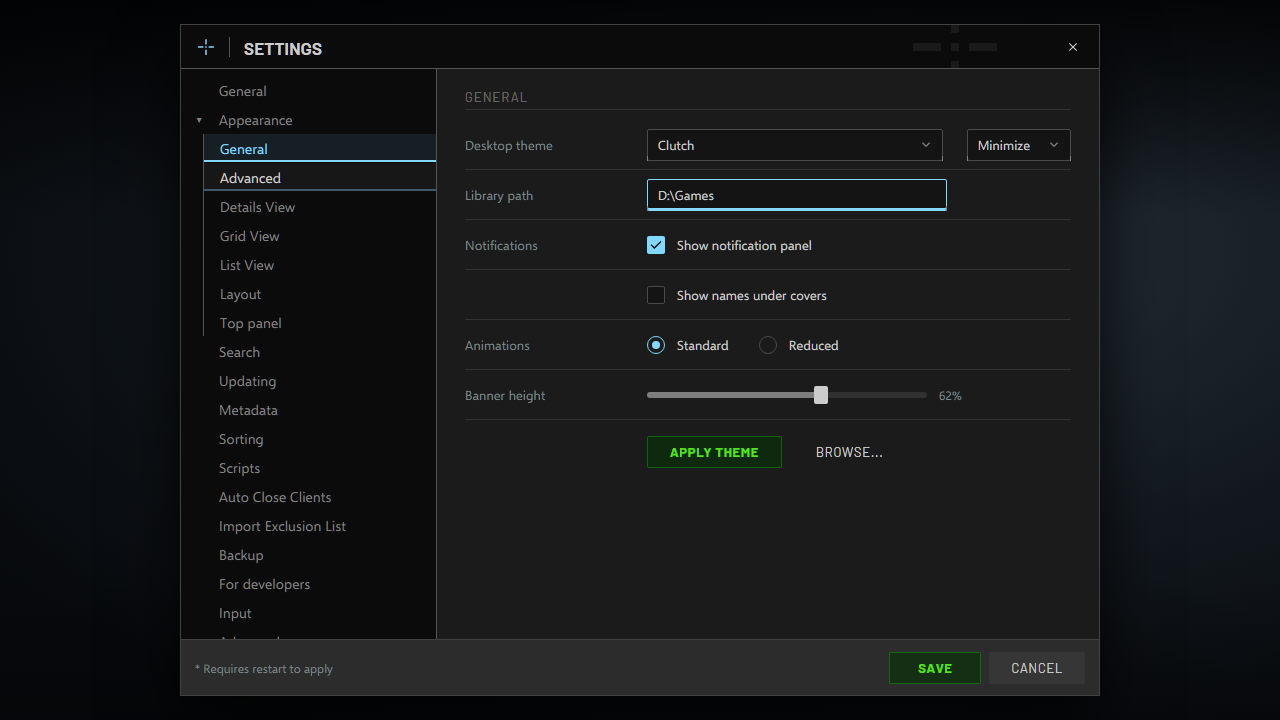 SETTINGS
General
Appearance
General
Advanced
Details View
Grid View
List View
Layout
Top panel
Search
Updating
Metadata
Sorting
Scripts
Auto Close Clients
Import Exclusion List
Backup
For developers
Input
GENERAL
Desktop theme Clutch Minimize
Library path D:\Games
Notifications Show notification panel
Show names under covers
Animations Standard Reduced
Banner height 62%
APPLY THEME BROWSE...
* Requires restart to apply SAVE CANCEL